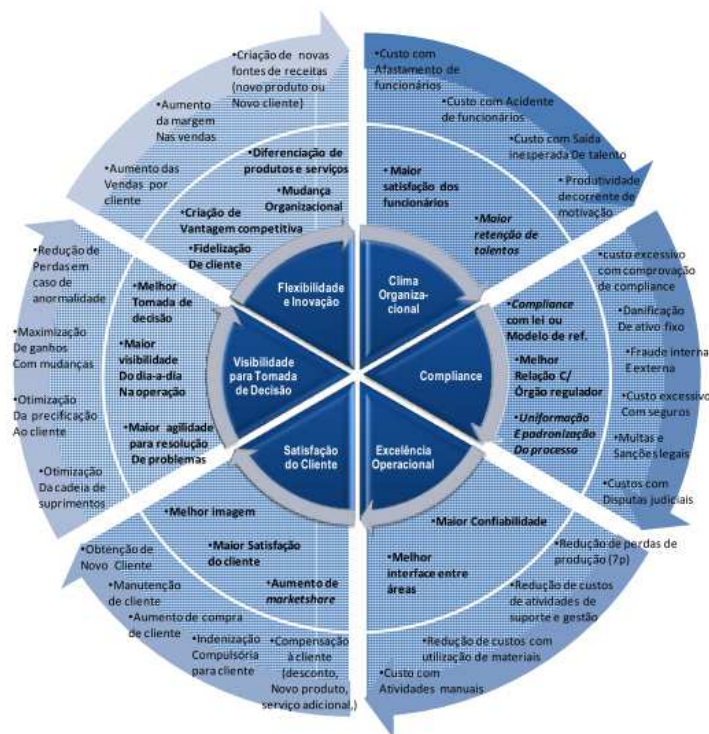 •Criação de novas
fontes de receitas
(novo produto ou
Novo cliente)
•Aumento
da margem
Nas vendas
•Aumento das
Vendas por
cliente
•Diferenciação de
produtos e serviços
•Mudança
Organizacional
•Criação de
Vantagem competitiva
•Fidelização
De cliente
Flexibilidade
e Inovação
•Custo com
Afastamento de
funcionários
•Custo com Acidente
de funcionários
•Custo com Saída
inesperada De talento
•Produtividade
decorrente de
motivação
•Maior
satisfação dos
funcionários
•Maior
retenção de
talentos
Clima
Organiza-
cional
•custo excessivo
com comprovação
de compliance
•Danificação
De ativo fixo
•Fraude interna
E externa
•Custo excessivo
Com seguros
•Multas e
Sanções legais
•Custos com
Disputas judiciais
•Compliance
com lei ou
Modelo de ref.
•Melhor
Relação C/
Órgão regulador
•Uniformação
E padronização
Do processo
Compliance
•Redução de perdas de
produção (7p)
•Redução de custos
de atividades de
suporte e gestão
•Redução de custos com
utilização de materiais
•Custo com
Atividades manuais
•Maior Confiabilidade
•Melhor
interface entre
áreas
Excelência
Operacional
Satisfação
do Cliente
•Melhor imagem
•Maior Satisfação
do cliente
•Aumento de
marketshare
•Obtenção de
Novo Cliente
•Manutenção
de cliente
•Aumento de compra
de cliente
•Indenização
Compulsória
para cliente
•Compensação
à cliente
(desconto,
Novo produto,
serviço adicional,)
Visibilidade
para Tomada
de Decisão
•Melhor
Tomada de
decisão
•Maior
visibilidade
Do dia-a-dia
Na operação
•Maior agilidade
para resolução
De problemas
•Redução de
Perdas em
caso de
anormalidade
•Maximização
De ganhos
Com mudanças
•Otimização
Da precificação
Ao cliente
•Otimização
Da cadeia de
suprimentos